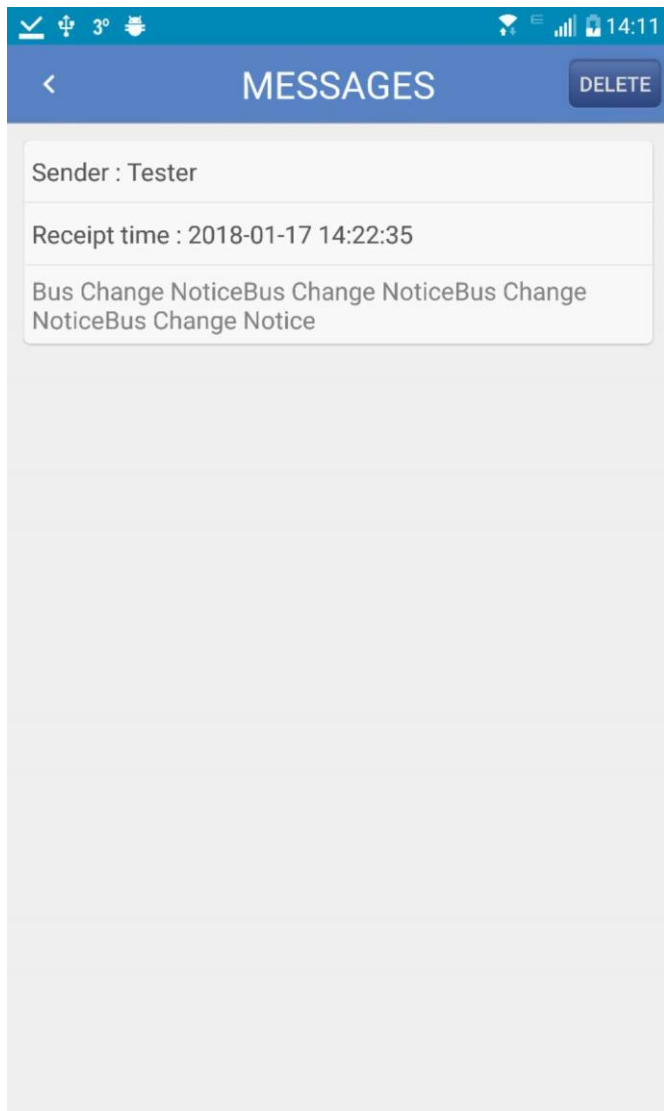 3° E 14:11
MESSAGES DELETE
Sender : Tester
Receipt time : 2018-01-17 14:22:35
Bus Change NoticeBus Change NoticeBus Change
NoticeBus Change Notice